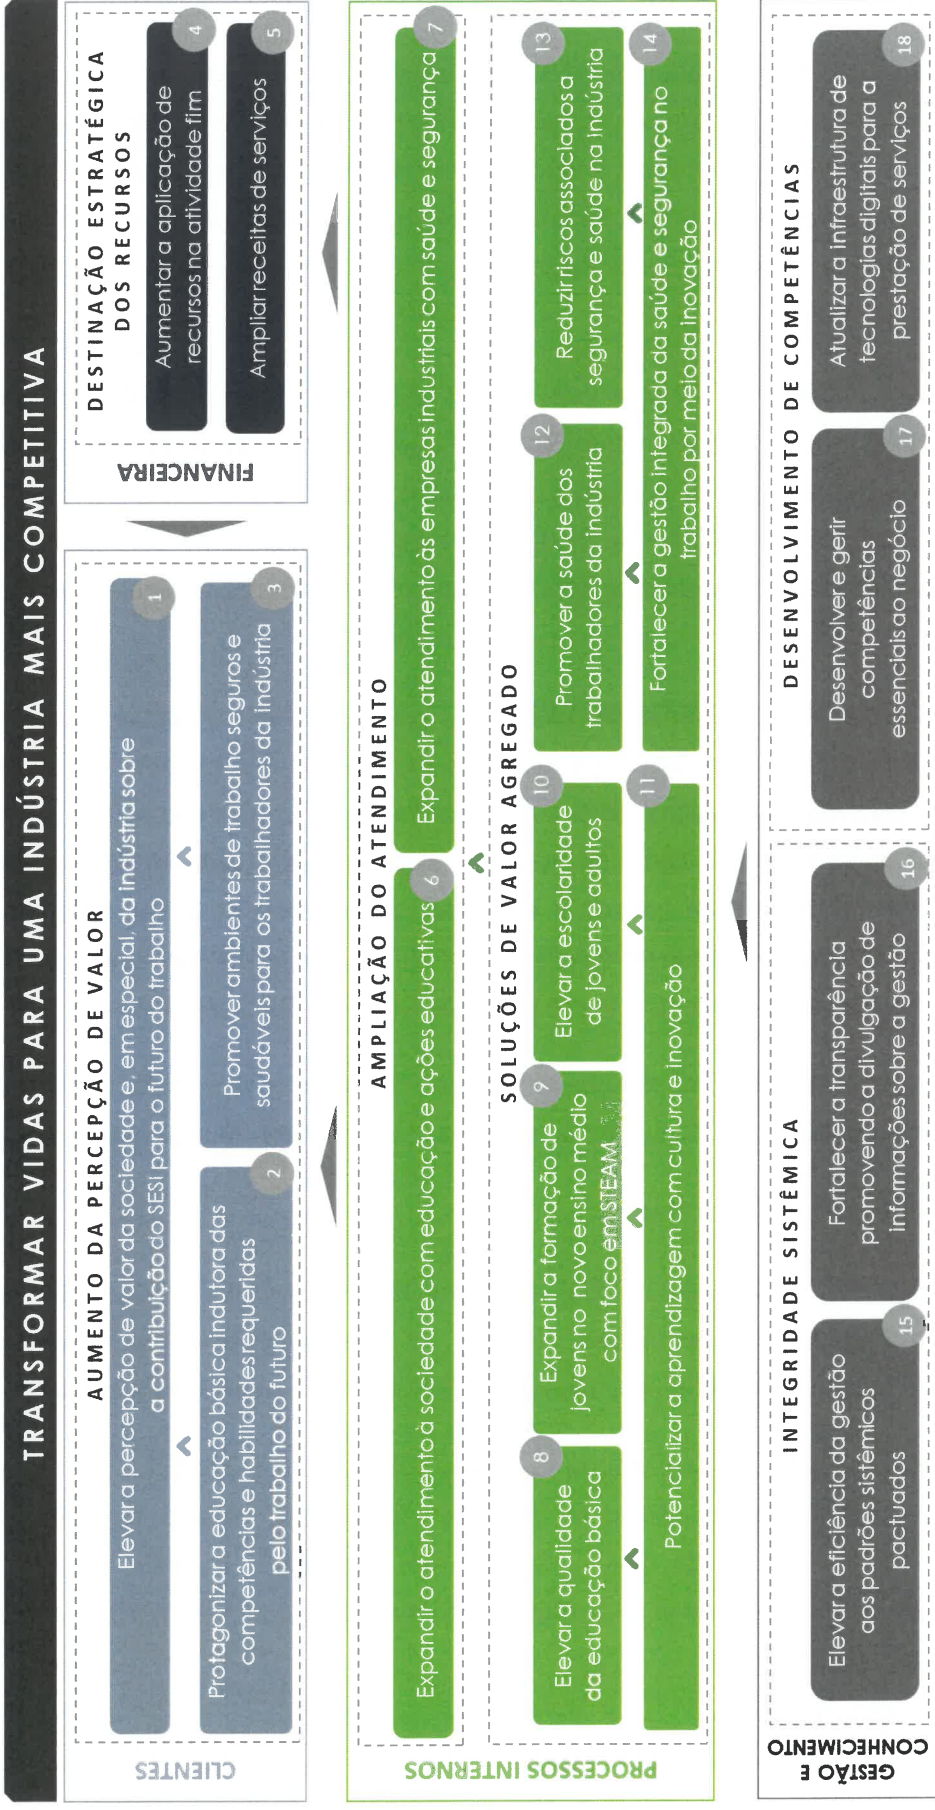 TRANSFORMAR VIDAS PARA UMA INDÚSTRIA MAIS COMPETITIVA
CLIENTES
AUMENTO DA PERCEPÇÃO DE VALOR
Elevar a percepção de valor da sociedade e, em especial, da indústria sobre
a contribuição do SESI para o futuro do trabalho
1
Protagonizar a educação básica indutora das
competências e habilidades requeridas
pelo trabalho do futuro
2
Promover ambientes de trabalho seguros e
saudáveis para os trabalhadores da indústria
3
FINANCEIRA
DESTINAÇÃO ESTRATÉGICA
DOS RECURSOS
Aumentar a aplicação de
recursos na atividade fim
4
Ampliar receitas de serviços
5
PROCESSOS INTERNOS
AMPLIAÇÃO DO ATENDIMENTO
Expandir o atendimento à sociedade com educação e ações educativas
6
Expandir o atendimento às empresas industriais com saúde e segurança
7
SOLUÇÕES DE VALOR AGREGADO
Elevar a qualidade
da educação básica
8
Expandir a formação de
jovens no novo ensino médio
com foco em STEAM
9
Elevar a escolaridade
de jovens e adultos
10
Potencializar a aprendizagem com cultura e inovação
11
Promover a saúde dos
trabalhadores da indústria
12
Reduzir riscos associados a
segurança e saúde na indústria
13
Fortalecer a gestão integrada da saúde e segurança no
trabalho por meio da inovação
14
GESTÃO E
CONHECIMENTO
INTEGRIDADE SISTÊMICA
Elevar a eficiência da gestão
aos padrões sistêmicos
pactuados
15
Fortalecer a transparência
promovendo a divulgação de
informações sobre a gestão
16
DESENVOLVIMENTO DE COMPETÊNCIAS
Desenvolver e gerir
competências
essenciais ao negócio
17
Atualizar a infraestrutura de
tecnologias digitais para a
prestação de serviços
18